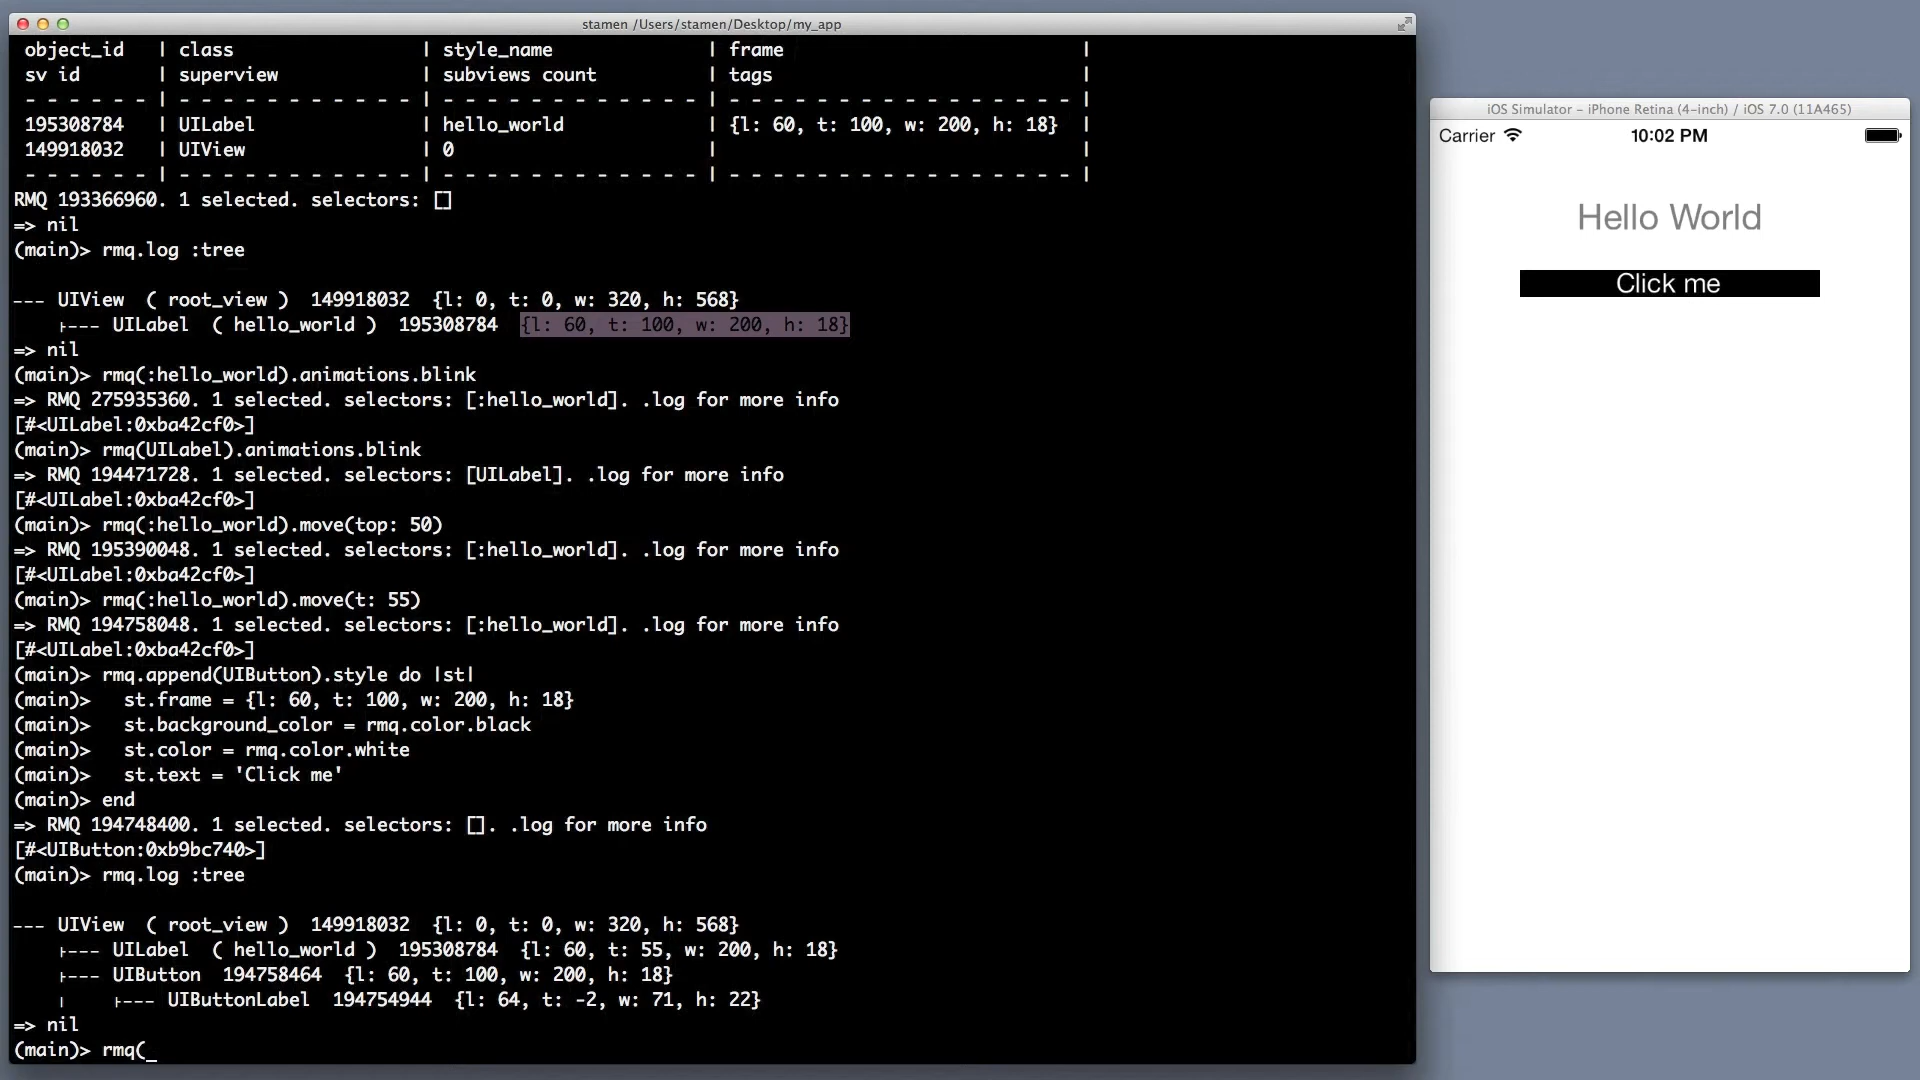 stamen /Users/stamen/Desktop/my_app
object_id | class | style_name | frame |
sv id | superview | subviews count | tags |
- - - - - - | - - - - - - - - - - - | - - - - - - - - - - - - | - - - - - - - - - - - - - - - - |
195308784 | UILabel | hello_world | {l: 60, t: 100, w: 200, h: 18} |
149918032 | UIView | 0 | |
- - - - - - | - - - - - - - - - - - | - - - - - - - - - - - - | - - - - - - - - - - - - - - - - |
RMQ 193366960. 1 selected. selectors: []
=> nil
(main)> rmq.log :tree
--- UIView ( root_view ) 149918032 {l: 0, t: 0, w: 320, h: 568}
├--- UILabel ( hello_world ) 195308784 {l: 60, t: 100, w: 200, h: 18}
=> nil
(main)> rmq(:hello_world).animations.blink
=> RMQ 275935360. 1 selected. selectors: [:hello_world]. .log for more info
[#<UILabel:0xba42cf0>]
(main)> rmq(UILabel).animations.blink
=> RMQ 194471728. 1 selected. selectors: [UILabel]. .log for more info
[#<UILabel:0xba42cf0>]
(main)> rmq(:hello_world).move(top: 50)
=> RMQ 195390048. 1 selected. selectors: [:hello_world]. .log for more info
[#<UILabel:0xba42cf0>]
(main)> rmq(:hello_world).move(t: 55)
=> RMQ 194758048. 1 selected. selectors: [:hello_world]. .log for more info
[#<UILabel:0xba42cf0>]
(main)> rmq.append(UIButton).style do |st|
(main)>   st.frame = {l: 60, t: 100, w: 200, h: 18}
(main)>   st.background_color = rmq.color.black
(main)>   st.color = rmq.color.white
(main)>   st.text = 'Click me'
(main)> end
=> RMQ 194748400. 1 selected. selectors: []. .log for more info
[#<UIButton:0xb9bc740>]
(main)> rmq.log :tree
--- UIView ( root_view ) 149918032 {l: 0, t: 0, w: 320, h: 568}
├--- UILabel ( hello_world ) 195308784 {l: 60, t: 55, w: 200, h: 18}
├--- UIButton 194758464 {l: 60, t: 100, w: 200, h: 18}
| ├--- UIButtonLabel 194754944 {l: 64, t: -2, w: 71, h: 22}
=> nil
(main)> rmq(_
iOS Simulator – iPhone Retina (4-inch) / iOS 7.0 (11A465)
Carrier 10:02 PM
Hello World
Click me